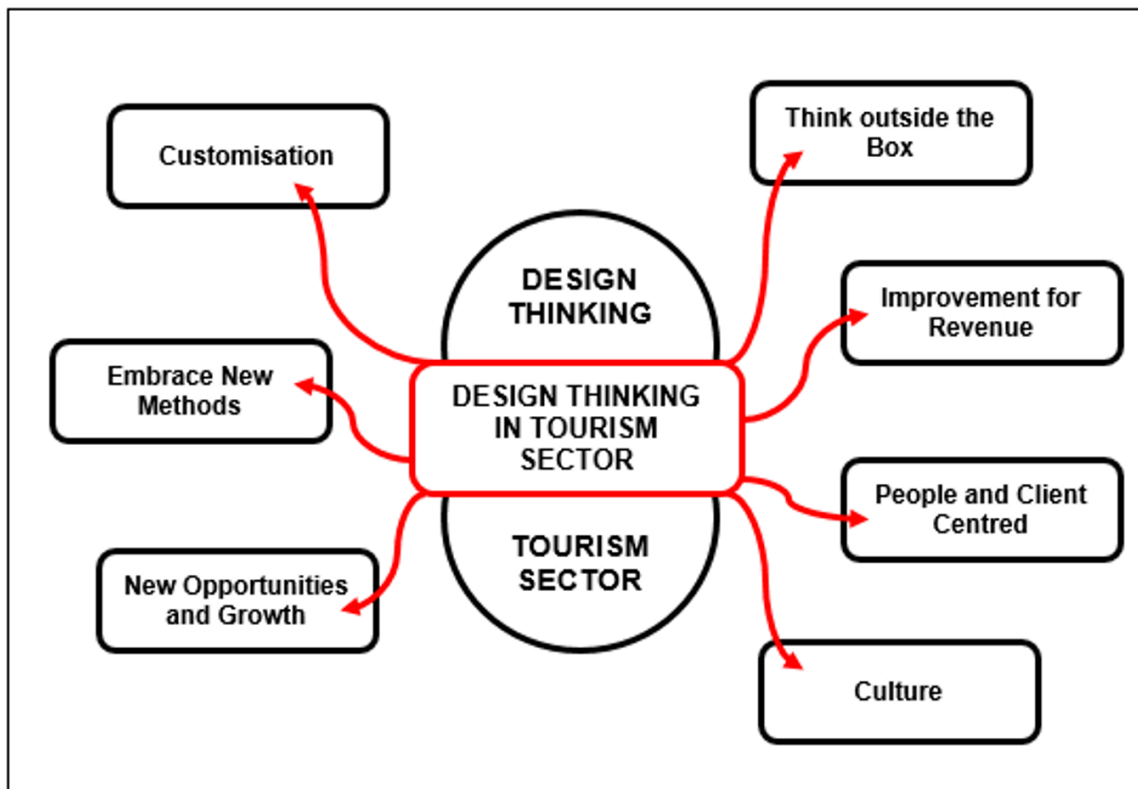 Customisation
Think outside the
Box
DESIGN
THINKING
Improvement for
Revenue
Embrace New
Methods
DESIGN THINKING
IN TOURISM
SECTOR
People and Client
Centred
TOURISM
SECTOR
New Opportunities
and Growth
Culture